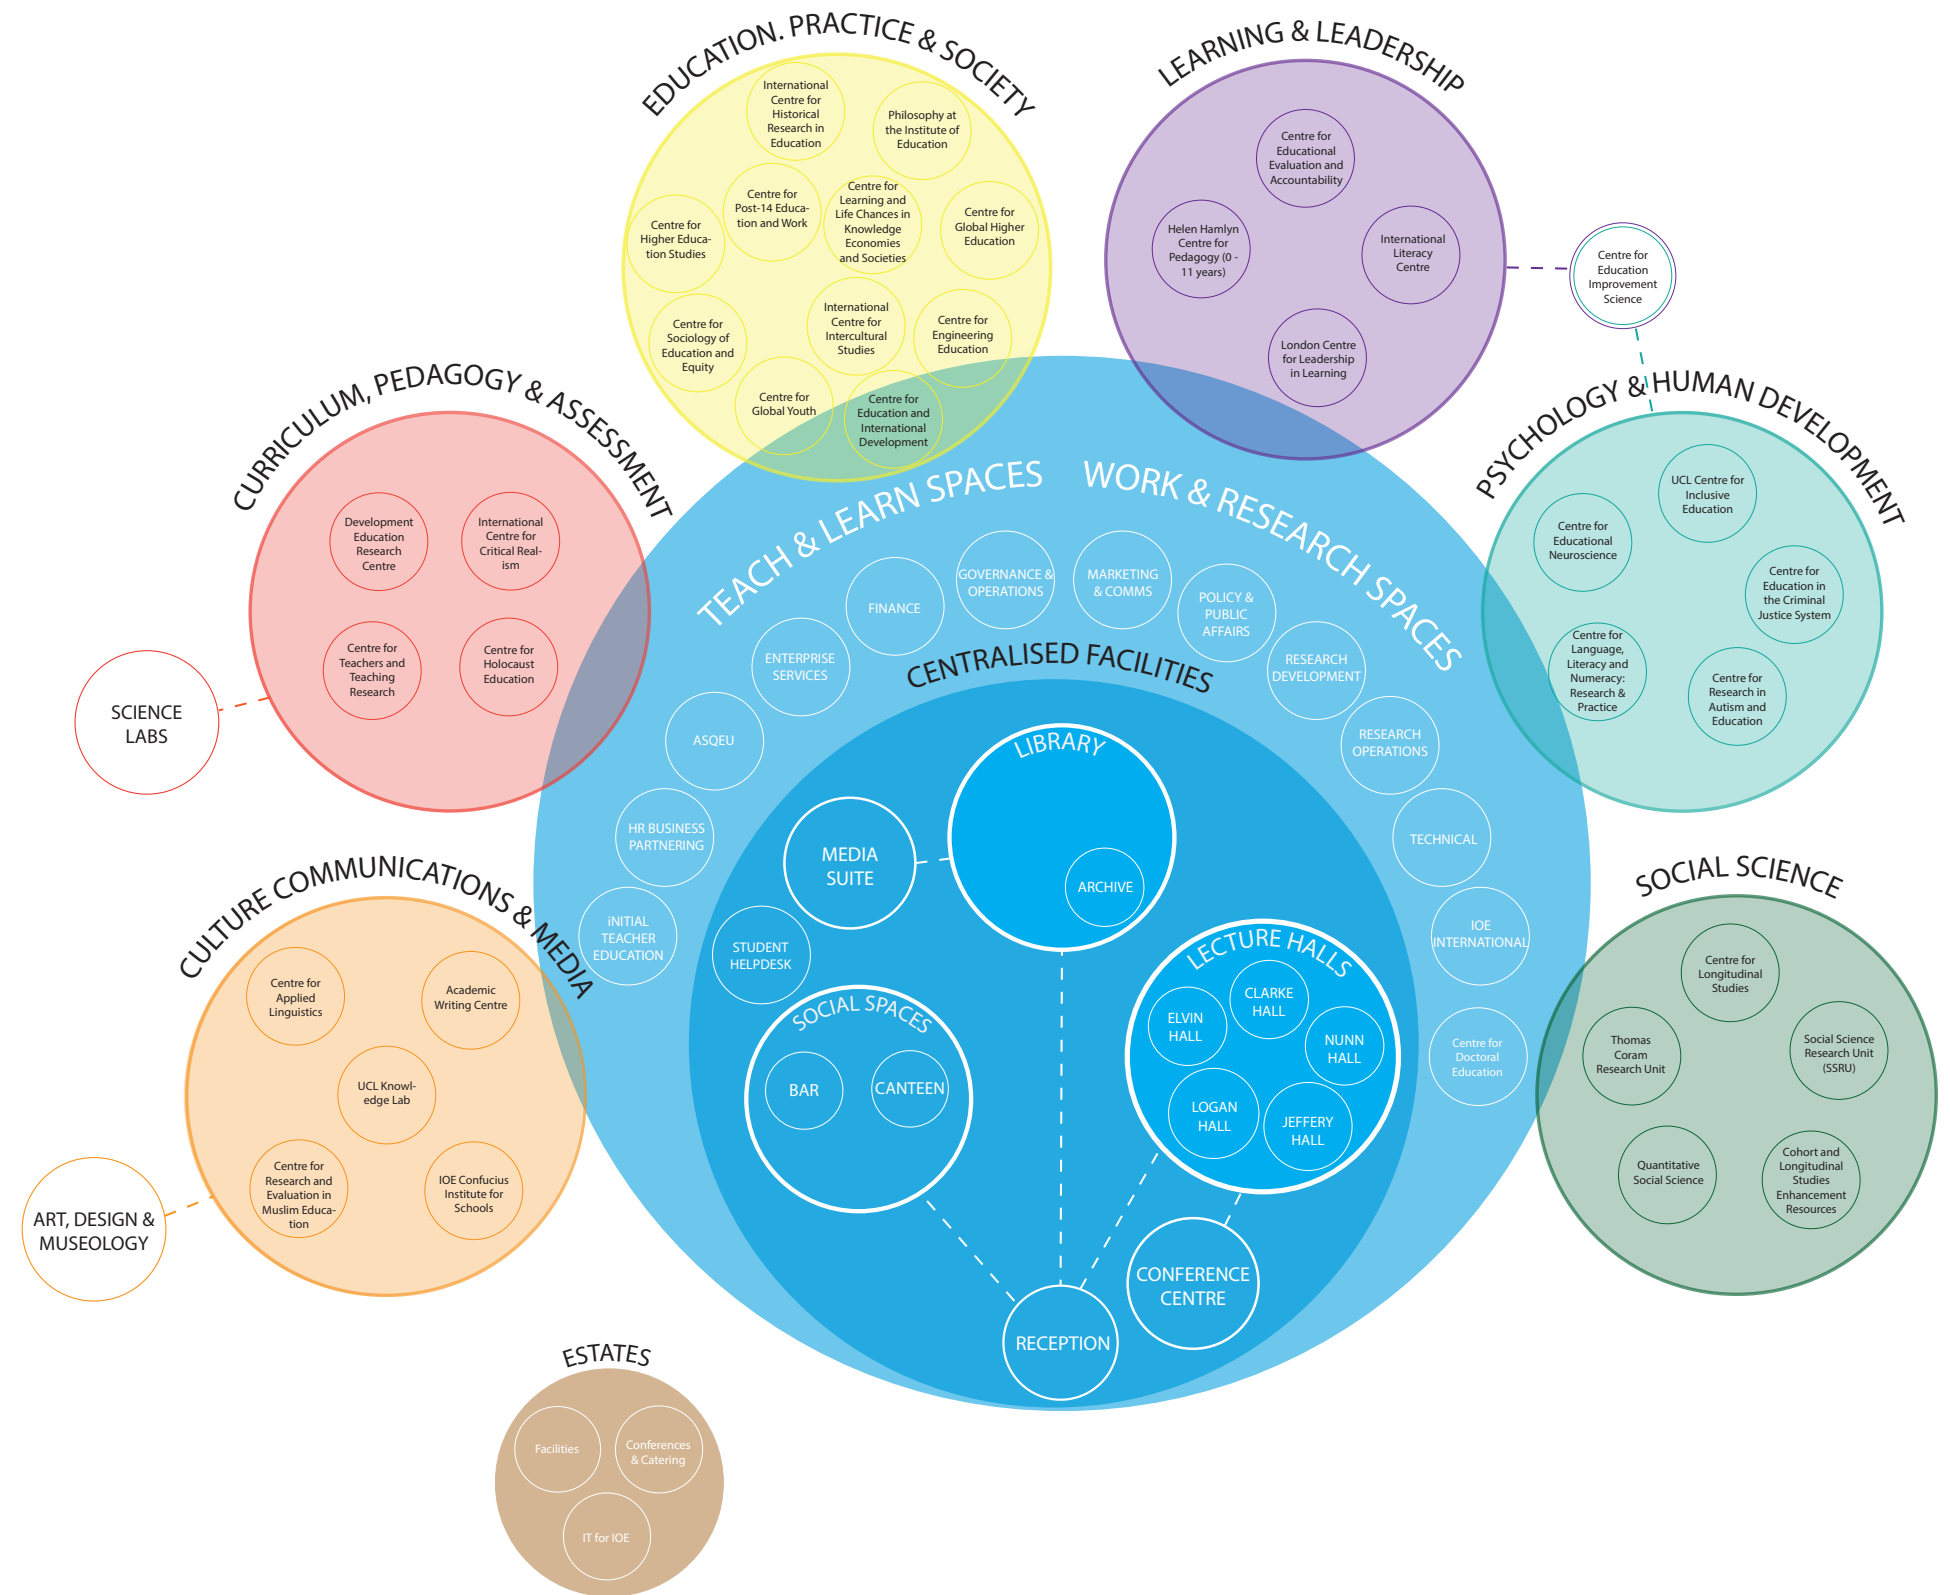 EDUCATION. PRACTICE & SOCIETY
International
Centre for
Historical
Research in
Education
Philosophy at
the Institute of
Education
Centre for
Post-14 Educa-
tion and Work
Centre for
Learning and
Life Chances in
Knowledge
Economies
and Societies
Centre for
Global Higher
Education
Centre for
Higher Educa-
tion Studies
Centre for
Sociology of
Education and
Equity
International
Centre for
Intercultural
Studies
Centre for
Engineering
Education
Centre for
Global Youth
Centre for
Education and
International
Development
LEARNING & LEADERSHIP
Centre for
Educational
Evaluation and
Accountability
Helen Hamlyn
Centre for
Pedagogy (0 -
11 years)
International
Literacy
Centre
London Centre
for Leadership
in Learning
Centre for
Education
Improvement
Science
PSYCHOLOGY & HUMAN DEVELOPMENT
UCL Centre for
Inclusive
Education
Centre for
Educational
Neuroscience
Centre for
Education in
the Criminal
Justice System
Centre for
Language,
Literacy and
Numeracy:
Research &
Practice
Centre for
Research in
Autism and
Education
CURRICULUM, PEDAGOGY & ASSESSMENT
Development
Education
Research
Centre
International
Centre for
Critical Real-
ism
Centre for
Teachers and
Teaching
Research
Centre for
Holocaust
Education
SCIENCE
LABS
TEACH & LEARN SPACES
WORK & RESEARCH SPACES
GOVERNANCE &
OPERATIONS
MARKETING
& COMMS
FINANCE
POLICY &
PUBLIC
AFFAIRS
ENTERPRISE
SERVICES
RESEARCH
DEVELOPMENT
ASQEU
RESEARCH
OPERATIONS
HR BUSINESS
PARTNERING
TECHNICAL
iNITIAL
TEACHER
EDUCATION
IOE
INTERNATIONAL
Centre for
Doctoral
Education
CENTRALISED FACILITIES
LIBRARY
ARCHIVE
MEDIA
SUITE
STUDENT
HELPDESK
SOCIAL SPACES
BAR
CANTEEN
LECTURE HALLS
CLARKE
HALL
ELVIN
HALL
NUNN
HALL
LOGAN
HALL
JEFFERY
HALL
CONFERENCE
CENTRE
RECEPTION
CULTURE COMMUNICATIONS & MEDIA
Centre for
Applied
Linguistics
Academic
Writing Centre
UCL Knowl-
edge Lab
Centre for
Research and
Evaluation in
Muslim Educa-
tion
IOE Confucius
Institute for
Schools
ART, DESIGN &
MUSEOLOGY
SOCIAL SCIENCE
Centre for
Longitudinal
Studies
Thomas
Coram
Research Unit
Social Science
Research Unit
(SSRU)
Quantitative
Social Science
Cohort and
Longitudinal
Studies
Enhancement
Resources
ESTATES
Facilities
Conferences
& Catering
IT for IOE